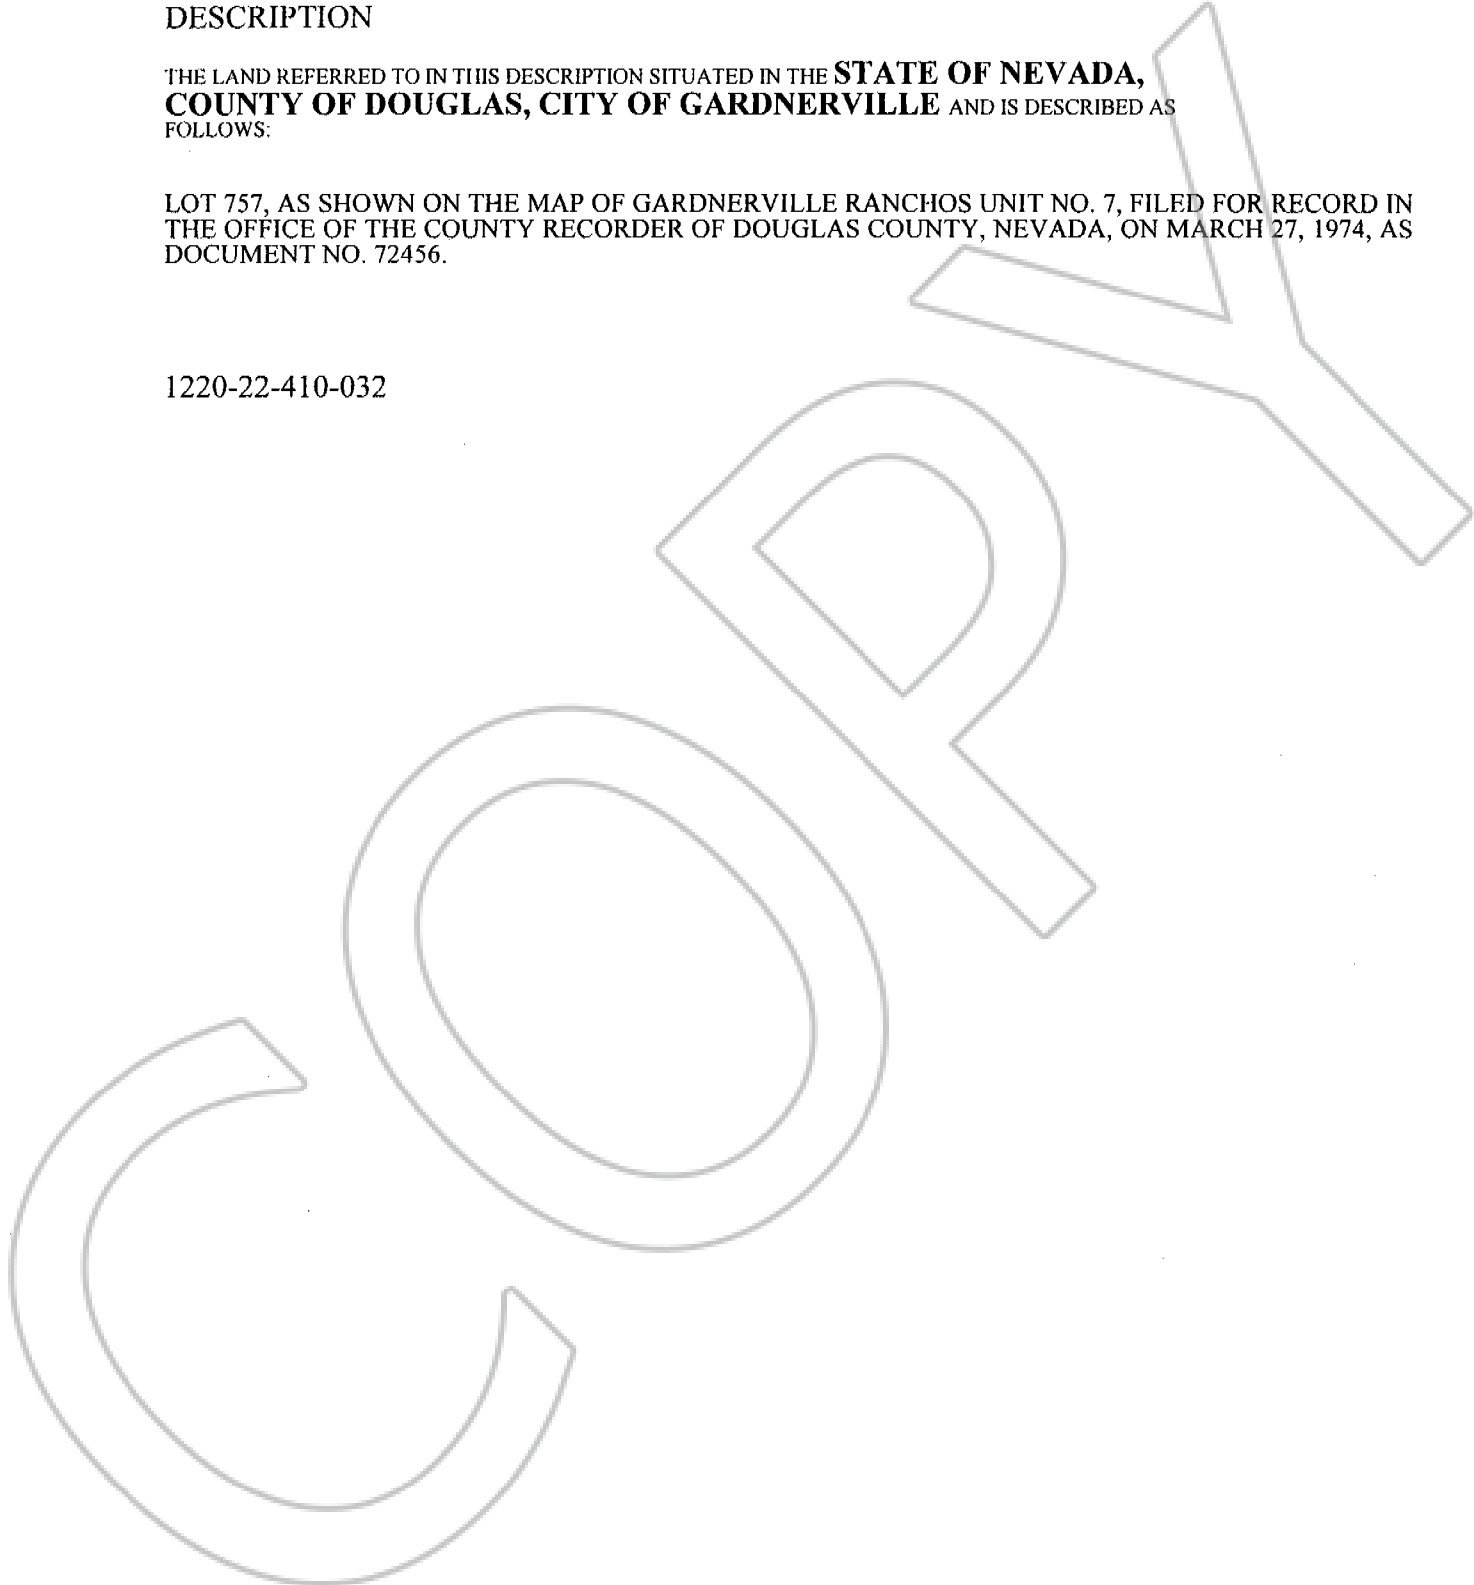 DESCRIPTION
THE LAND REFERRED TO IN THIS DESCRIPTION SITUATED IN THE STATE OF NEVADA,
COUNTY OF DOUGLAS, CITY OF GARDNERVILLE AND IS DESCRIBED AS
FOLLOWS:
LOT 757, AS SHOWN ON THE MAP OF GARDNERVILLE RANCHOS UNIT NO. 7, FILED FOR RECORD IN
THE OFFICE OF THE COUNTY RECORDER OF DOUGLAS COUNTY, NEVADA, ON MARCH 27, 1974, AS
DOCUMENT NO. 72456.
1220-22-410-032
COPY